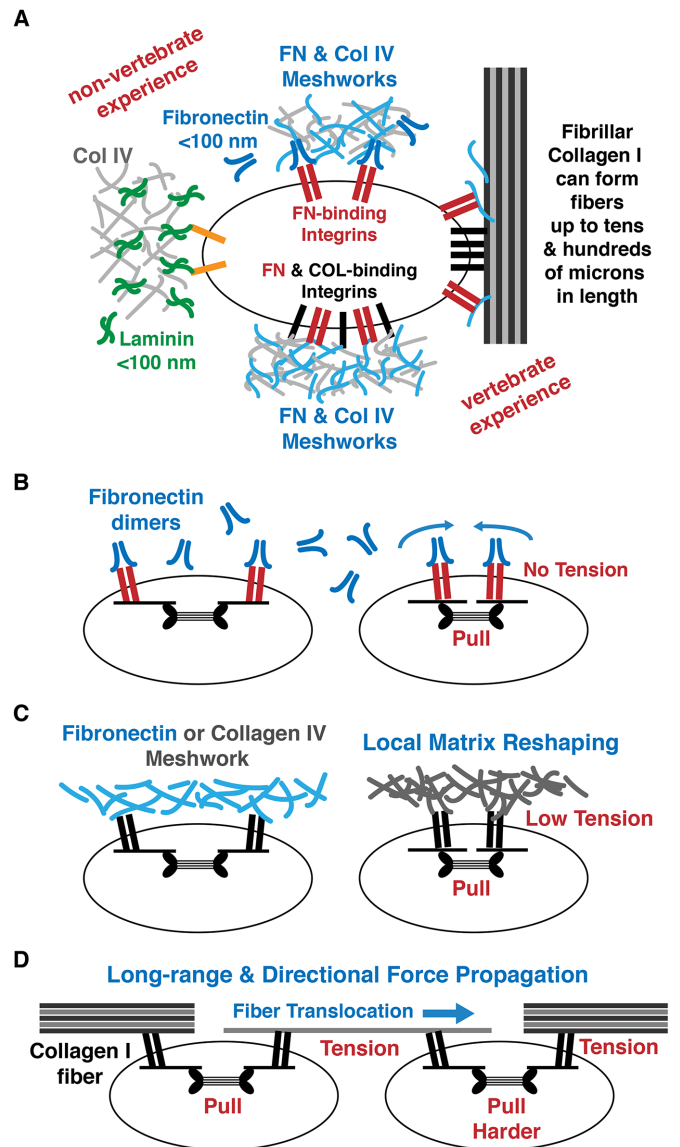 A
non-vertebrate
experience
FN & Col IV
Meshworks
Fibronectin
<100 nm
Col IV
Laminin
<100 nm
FN-binding
Integrins
FN & COL-binding
Integrins
FN & Col IV
Meshworks
Fibrillar
Collagen I
can form
fibers
up to tens
& hundreds
of microns
in length
vertebrate
experience
B
Fibronectin
dimers
No Tension
Pull
C
Fibronectin or Collagen IV
Meshwork
Local Matrix Reshaping
Low Tension
Pull
D
Long-range & Directional Force Propagation
Fiber Translocation
Collagen I
fiber
Tension
Tension
Pull
Pull
Harder